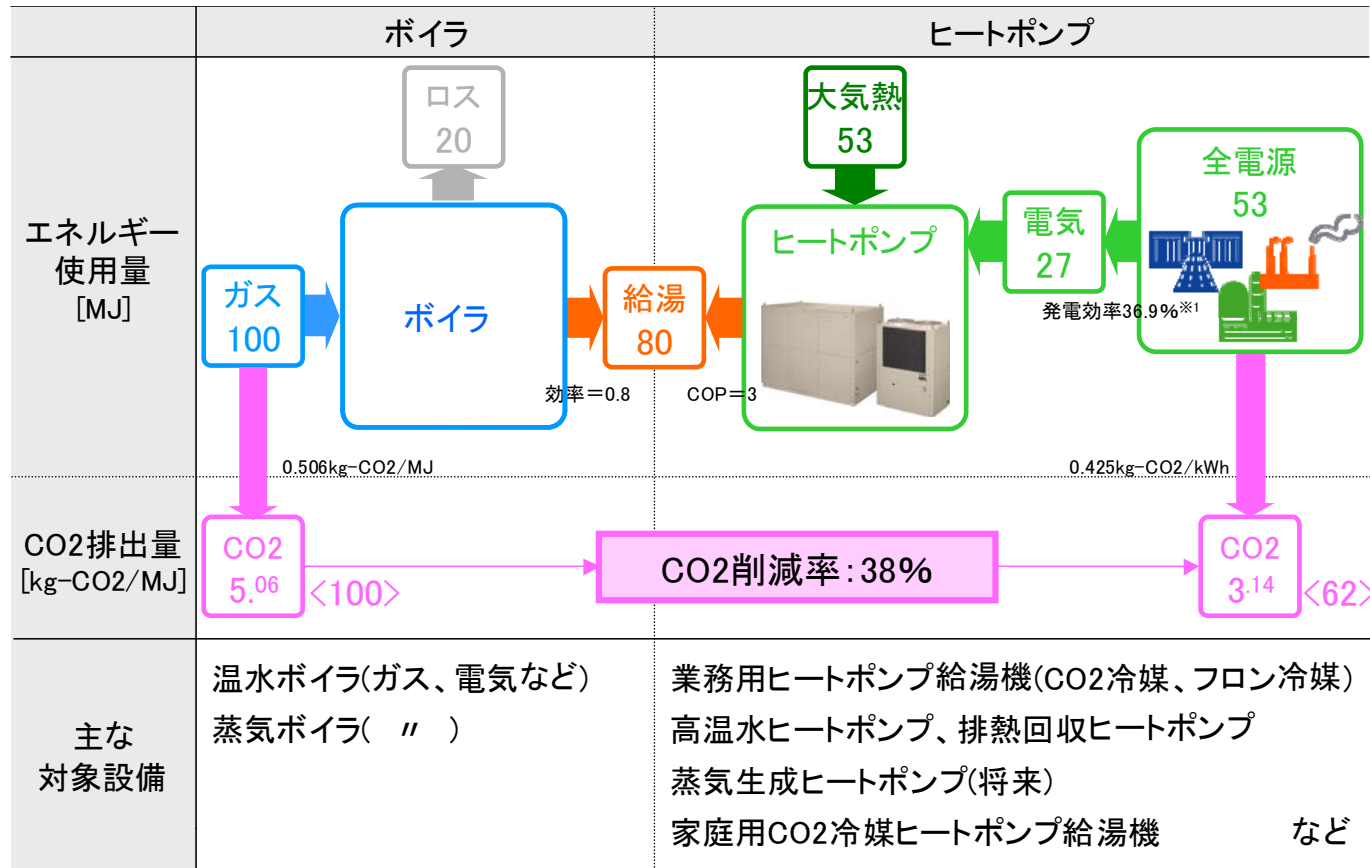 ボイラ
ヒートポンプ
エネルギー
使用量
[MJ]
ロス
20
ガス
100
ボイラ
給湯
80
効率＝0.8
COP＝3
大気熱
53
ヒートポンプ
電気
27
全電源
53
発電効率36.9%※1
0.506kg-CO2/MJ
0.425kg-CO2/kWh
CO2排出量
[kg-CO2/MJ]
CO2
5.06
<100>
CO2削減率：38%
CO2
3.14
<62>
主な
対象設備
温水ボイラ(ガス、電気など)
蒸気ボイラ( 〃 )
業務用ヒートポンプ給湯機(CO2冷媒、フロン冷媒)
高温水ヒートポンプ、排熱回収ヒートポンプ
蒸気生成ヒートポンプ(将来)
家庭用CO2冷媒ヒートポンプ給湯機 など